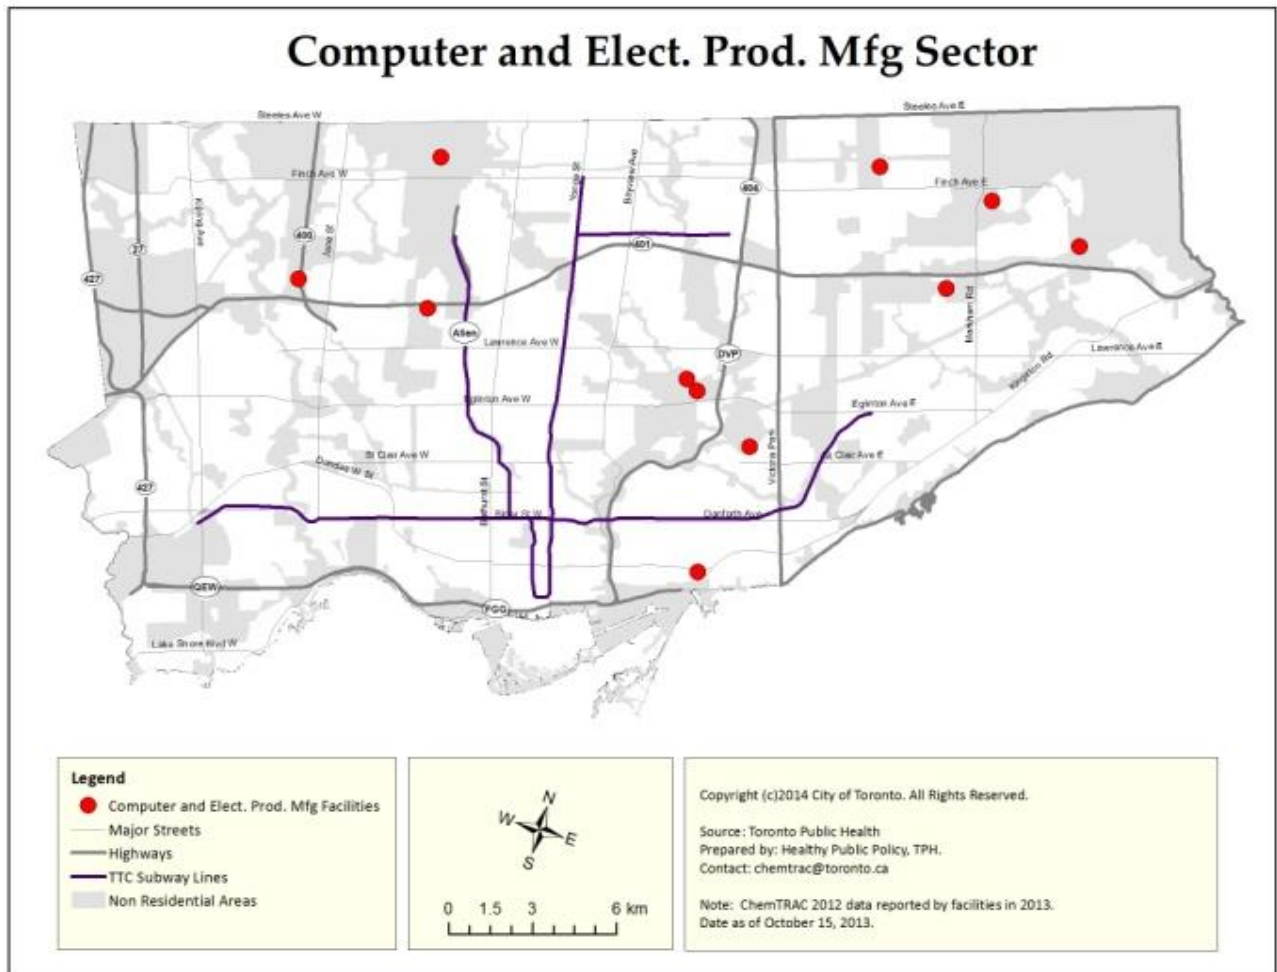 Computer and Elect. Prod. Mfg Sector
Steeles Ave E
Steeles Ave W
Finch Ave W
Finch Ave E
Yonge St
Bayview Ave
Kipling Ave
Jane St
404
400
401
27
427
Allen
Lawrence Ave W
DVP
Markham Rd
Lawrence Ave E
Kingston Rd
Eglinton Ave W
Eglinton Ave E
Victoria Park
St Clair Ave W
St Clair Ave E
Dundas W St
427
Bathurst St
Bloor St W
Danforth Ave
QEW
FGG
Lake Shore Blvd W
Legend
Computer and Elect. Prod. Mfg Facilities
Major Streets
Highways
TTC Subway Lines
Non Residential Areas
N
W
E
S
0 1.5 3 6 km
Copyright (c)2014 City of Toronto. All Rights Reserved.
Source: Toronto Public Health
Prepared by: Healthy Public Policy, TPH.
Contact: chemtrac@toronto.ca
Note: ChemTRAC 2012 data reported by facilities in 2013.
Date as of October 15, 2013.